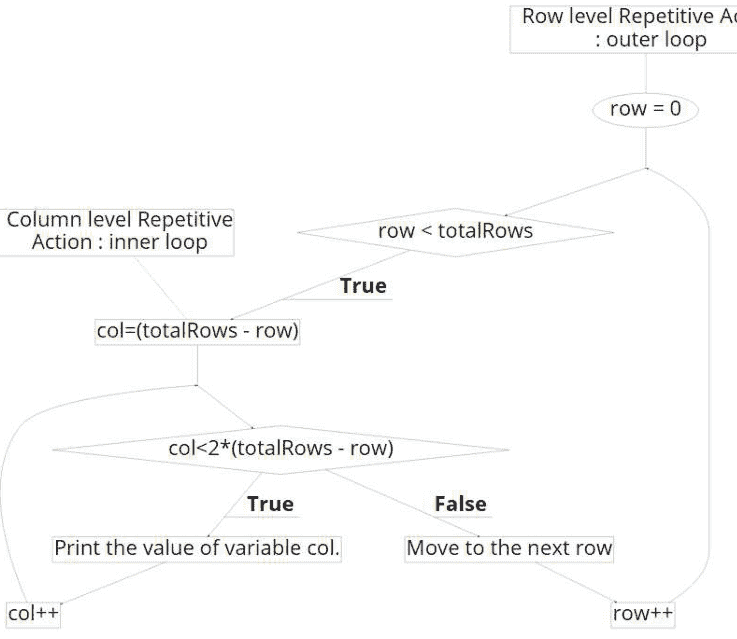 Row level Repetitive
: outer loop
row = 0
Column level Repetitive
Action : inner loop
row < totalRows
True
col=(totalRows - row)
col<2*(totalRows - row)
True
False
Print the value of variable col.
Move to the next row
col++
row++